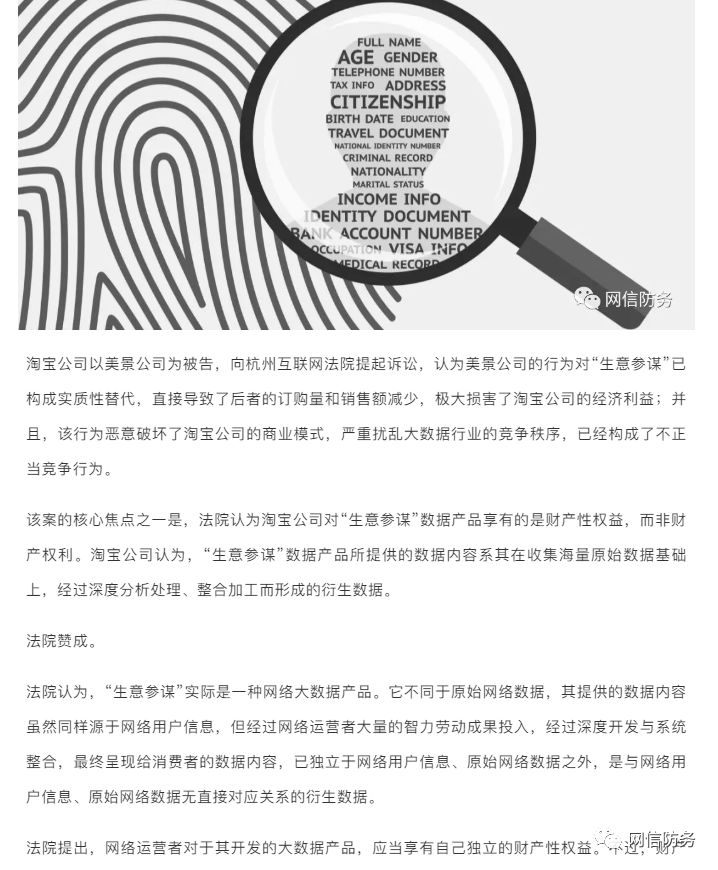 FULL NAME
AGE GENDER
TELEPHONE NUMBER
TAX INFO ADDRESS
CITIZENSHIP
BIRTH DATE EDUCATION
TRAVEL DOCUMENT
NATIONAL IDENTITY NUMBER
CRIMINAL RECORD
NATIONALITY
MARITAL STATUS
INCOME INFO
IDENTITY DOCUMENT
BANK ACCOUNT NUMBER
OCCUPATION VISA INFO
MEDICAL RECORD
网信防务
淘宝公司以美景公司为被告，向杭州互联网法院提起诉讼，认为美景公司的行为对“生意参谋”已
构成实质性替代，直接导致了后者的订购量和销售额减少，极大损害了淘宝公司的经济利益；并
且，该行为恶意破坏了淘宝公司的商业模式，严重扰乱大数据行业的竞争秩序，已经构成了不正
当竞争行为。
该案的核心焦点之一是，法院认为淘宝公司对“生意参谋”数据产品享有的是财产性权益，而非财
产权利。淘宝公司认为，“生意参谋”数据产品所提供的数据内容系其在收集海量原始数据基础
上，经过深度分析处理、整合加工而形成的衍生数据。
法院赞成。
法院认为，“生意参谋”实际是一种网络大数据产品。它不同于原始网络数据，其提供的数据内容
虽然同样源于网络用户信息，但经过网络运营者大量的智力劳动成果投入，经过深度开发与系统
整合，最终呈现给消费者的数据内容，已独立于网络用户信息、原始网络数据之外，是与网络用
户信息、原始网络数据无直接对应关系的衍生数据。
法院提出，网络运营者对于其开发的大数据产品，应当享有自己独立的财产性权益。不过，财产
网信防务